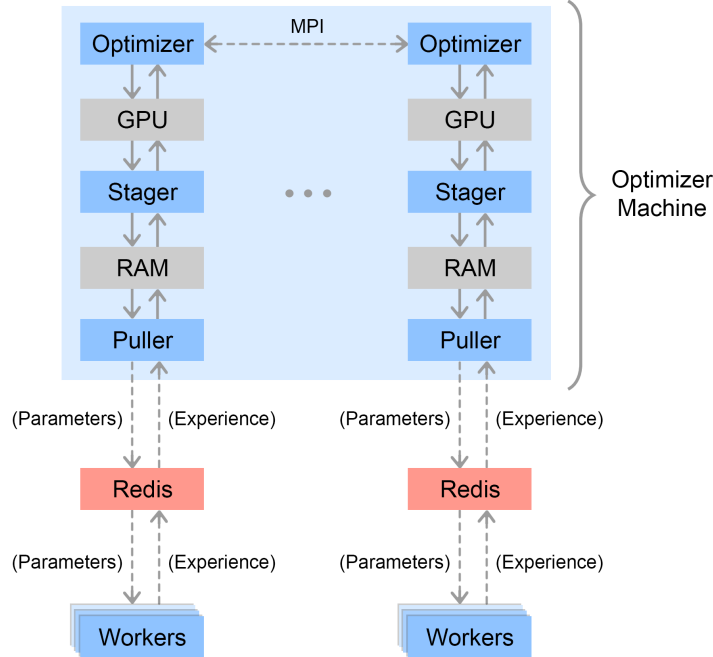 MPI
Optimizer
Optimizer
GPU
GPU
Stager
Stager
Optimizer
Machine
RAM
RAM
Puller
Puller
(Parameters)
(Experience)
(Parameters)
(Experience)
Redis
Redis
(Parameters)
(Experience)
(Parameters)
(Experience)
Workers
Workers